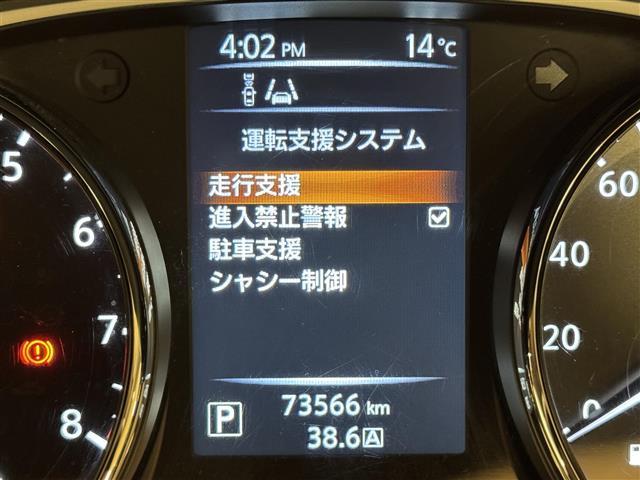 4:02 PM 14°C
運転支援システム
走行支援
進入禁止警報
駐車支援
シャシー制御
P 73566 km
38.6 A
5
6
7
8
60
40
20
0